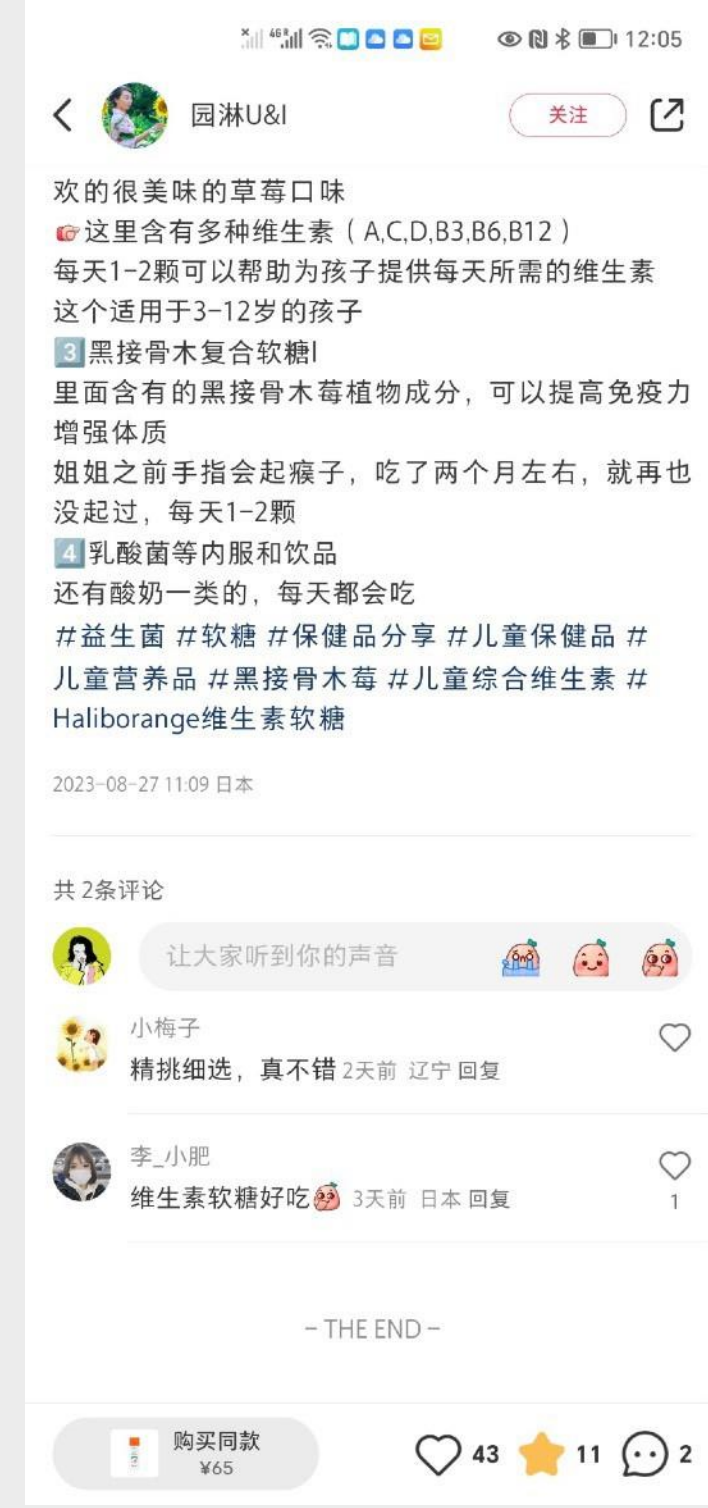 46 12:05
园淋U&I
关注
欢的很美味的草莓口味
👉这里含有多种维生素（A,C,D,B3,B6,B12）
每天1-2颗可以帮助为孩子提供每天所需的维生素
这个适用于3-12岁的孩子
3️⃣黑接骨木复合软糖l
里面含有的黑接骨木莓植物成分，可以提高免疫力
增强体质
姐姐之前手指会起瘊子，吃了两个月左右，就再也
没起过，每天1-2颗
4️⃣乳酸菌等内服和饮品
还有酸奶一类的，每天都会吃
#益生菌 #软糖 #保健品分享 #儿童保健品 #
儿童营养品 #黑接骨木莓 #儿童综合维生素 #
Haliborange维生素软糖
2023-08-27 11:09 日本
共 2条评论
让大家听到你的声音
小梅子
精挑细选，真不错 2天前 辽宁 回复
李_小肥
维生素软糖好吃 3天前 日本 回复
1
- THE END -
购买同款
¥65
43 11 2